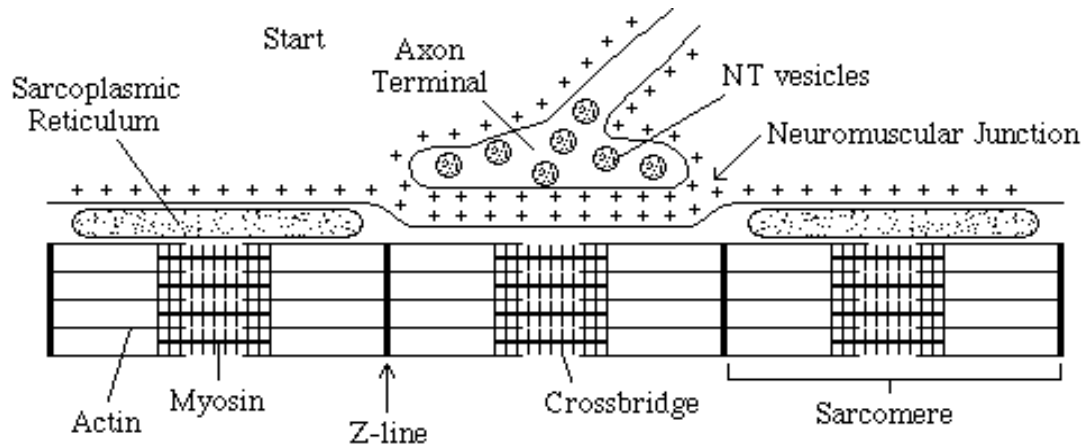 Start
Axon
Terminal
NT vesicles
Sarcoplasmic
Reticulum
Neuromuscular Junction
Actin
Myosin
Z-line
Crossbridge
Sarcomere